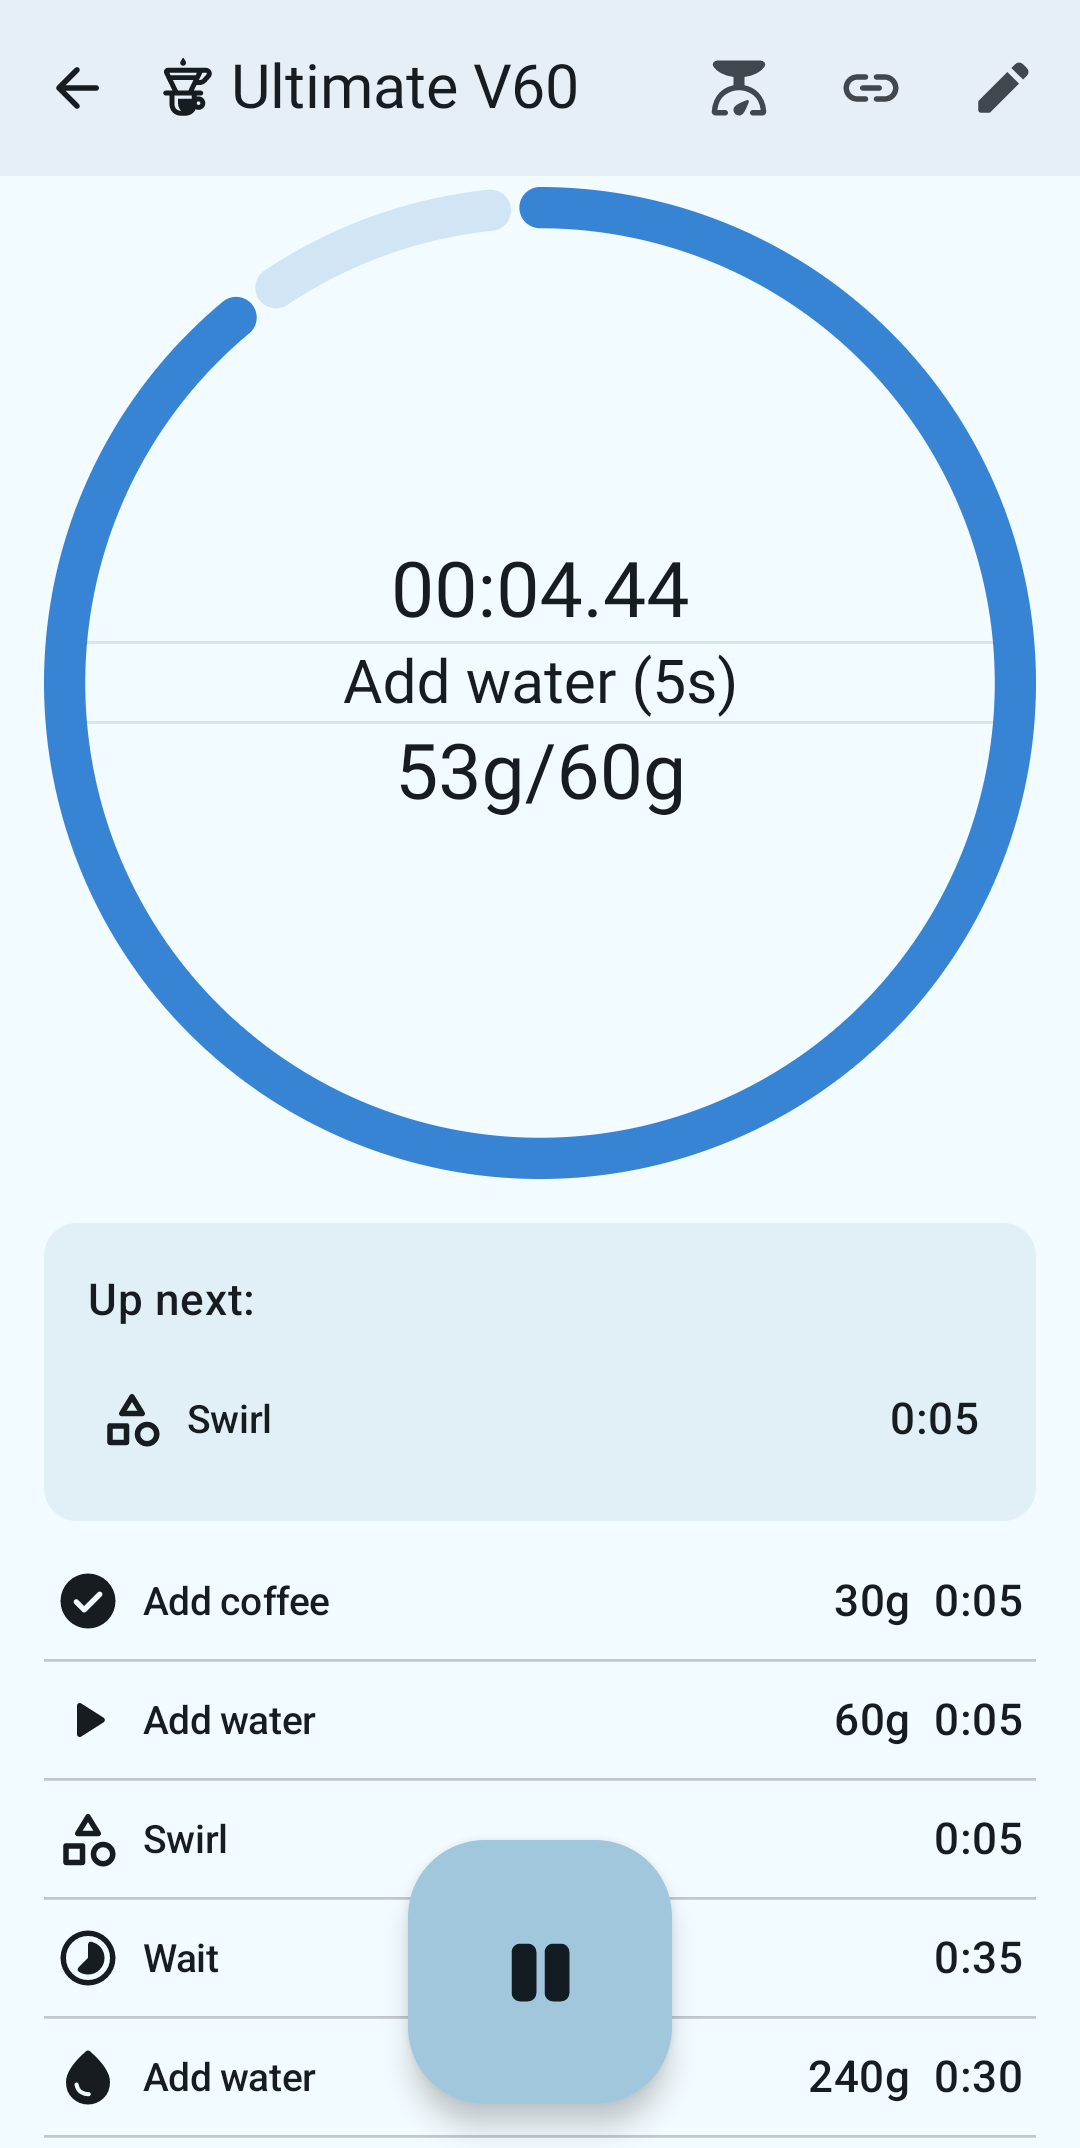 Ultimate V60
00:04.44
Add water (5s)
53g/60g
Up next:
Swirl 0:05
Add coffee 30g 0:05
Add water 60g 0:05
Swirl 0:05
Wait 0:35
Add water 240g 0:30